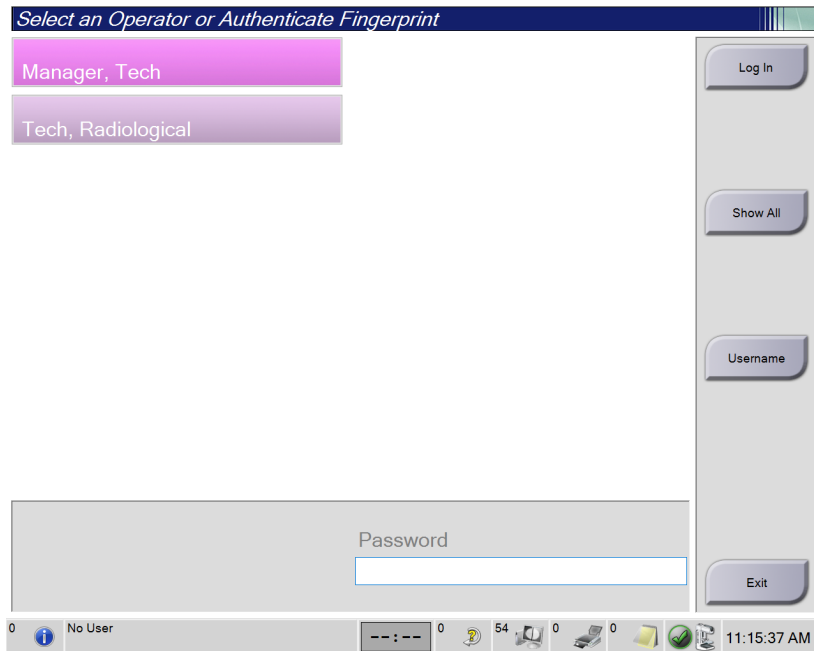 Select an Operator or Authenticate Fingerprint
Manager, Tech
Tech, Radiological
Log In
Show All
Username
Password
Exit
0 No User --:-- 0 54 0 0 11:15:37 AM